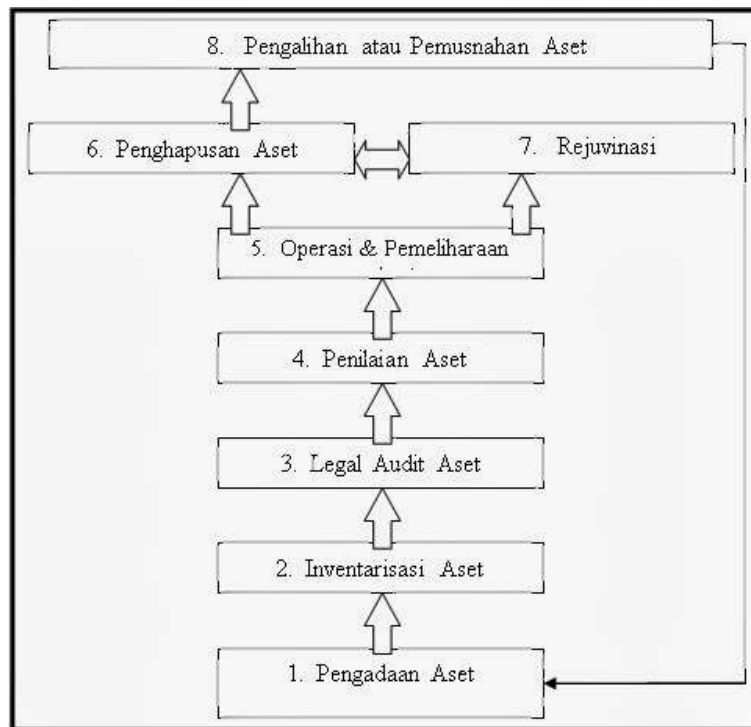 8. Pengalihan atau Pemusnahan Aset
6. Penghapusan Aset
7. Rejuvinasi
5. Operasi & Pemeliharaan
4. Penilaian Aset
3. Legal Audit Aset
2. Inventarisasi Aset
1. Pengadaan Aset